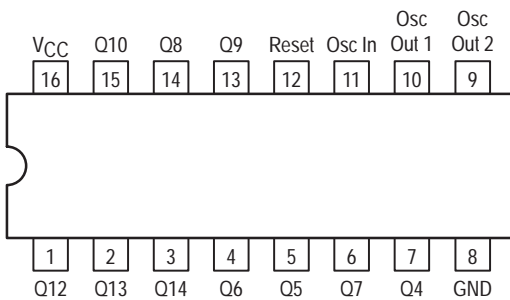 Osc Osc
VCC Q10 Q8 Q9 Reset Osc In Out 1 Out 2
16 15 14 13 12 11 10 9
1 2 3 4 5 6 7 8
Q12 Q13 Q14 Q6 Q5 Q7 Q4 GND